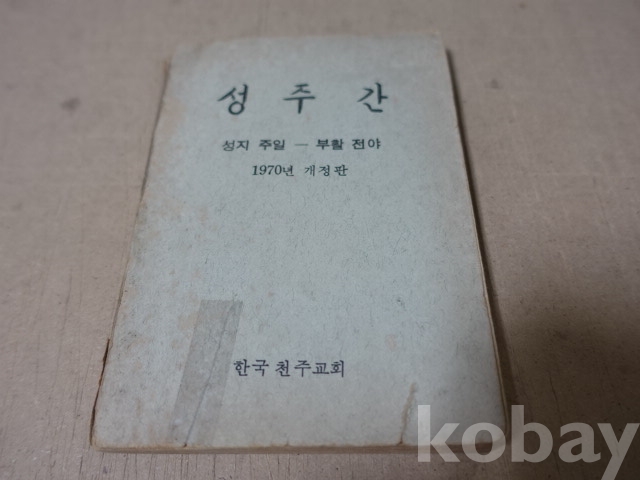 성주간
성지 주일 — 부활 전야
1970년 개정판
한국 천주교회
kobay